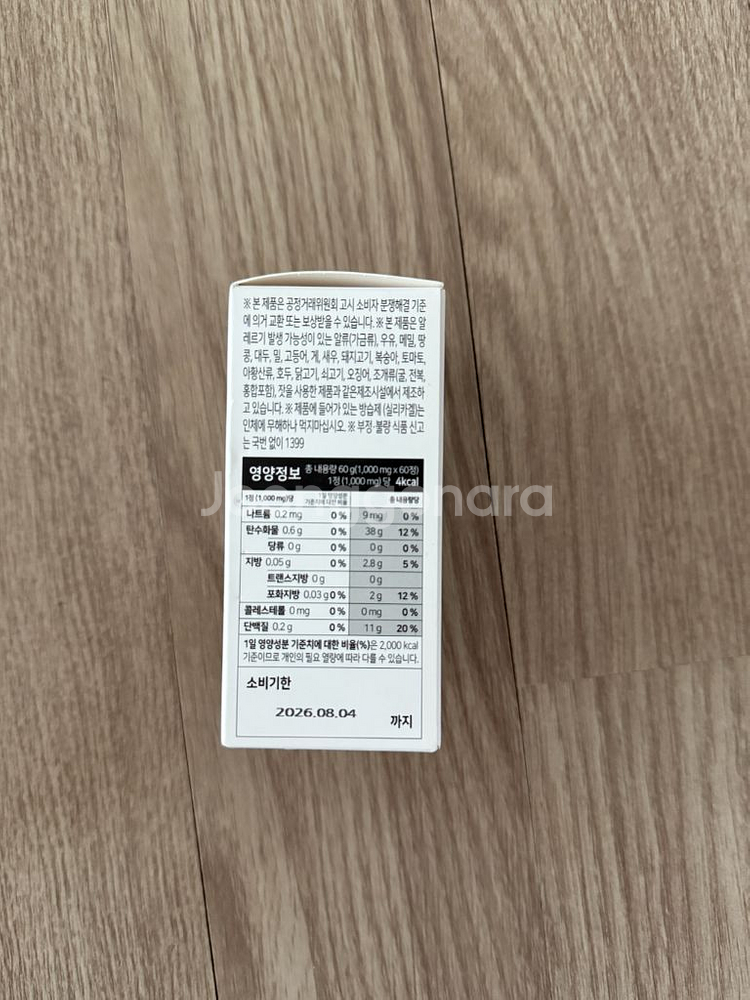 ※ 본 제품은 공정거래위원회 고시 소비자 분쟁해결 기준
에 의거 교환 또는 보상받을 수 있습니다. ※ 본 제품은 알
레르기 발생 가능성이 있는 알류(가금류), 우유, 메밀, 땅
콩, 대두, 밀, 고등어, 게, 새우, 돼지고기, 복숭아, 토마토,
아황산류, 호두, 닭고기, 쇠고기, 오징어, 조개류(굴, 전복,
홍합포함), 잣을 사용한 제품과 같은제조시설에서 제조하
고 있습니다. ※ 제품에 들어가 있는 방습제 (실리카겔)는
인체에 무해하나 먹지마십시오. ※ 부정·불량 식품 신고
는 국번 없이 1399
영양정보 총 내용량 60 g(1,000 mg x 60정)
1정 (1,000 mg) 당 4kcal
Joonggonara
1정 (1,000 mg)당 1일 영양성분 기준치에 대한 비율 총 내용량당
나트륨 0.2 mg 0 % 9 mg 0 %
탄수화물 0.6 g 0 % 38 g 12 %
당류 0 g 0 % 0 g 0 %
지방 0.05 g 0 % 2.8 g 5 %
트랜스지방 0 g 0 g
포화지방 0.03 g 0 % 2 g 12 %
콜레스테롤 0 mg 0 % 0 mg 0 %
단백질 0.2 g 0 % 11 g 20 %
1일 영양성분 기준치에 대한 비율(%)은 2,000 kcal
기준이므로 개인의 필요 열량에 따라 다를 수 있습니다.
소비기한
2026.08.04 까지